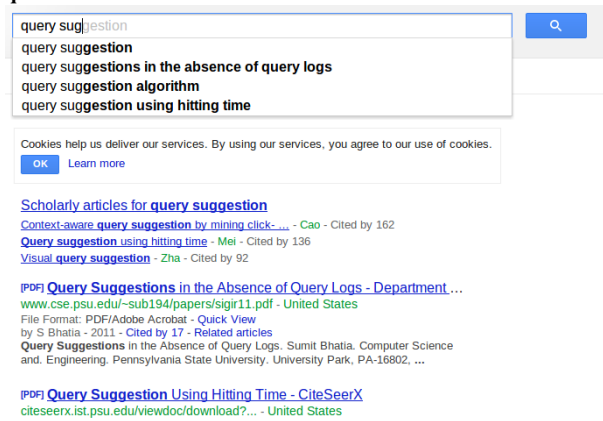 query suggestion
query suggestion
query suggestions in the absence of query logs
query suggestion algorithm
query suggestion using hitting time
Cookies help us deliver our services. By using our services, you agree to our use of cookies.
OK Learn more
Scholarly articles for query suggestion
Context-aware query suggestion by mining click- ... - Cao - Cited by 162
Query suggestion using hitting time - Mei - Cited by 136
Visual query suggestion - Zha - Cited by 92
[PDF] Query Suggestions in the Absence of Query Logs - Department ...
www.cse.psu.edu/~sub194/papers/sigir11.pdf - United States
File Format: PDF/Adobe Acrobat - Quick View
by S Bhatia - 2011 - Cited by 17 - Related articles
Query Suggestions in the Absence of Query Logs. Sumit Bhatia. Computer Science
and. Engineering. Pennsylvania State University. University Park, PA-16802, ...
[PDF] Query Suggestion Using Hitting Time - CiteSeerX
citeseerx.ist.psu.edu/viewdoc/download?... - United States